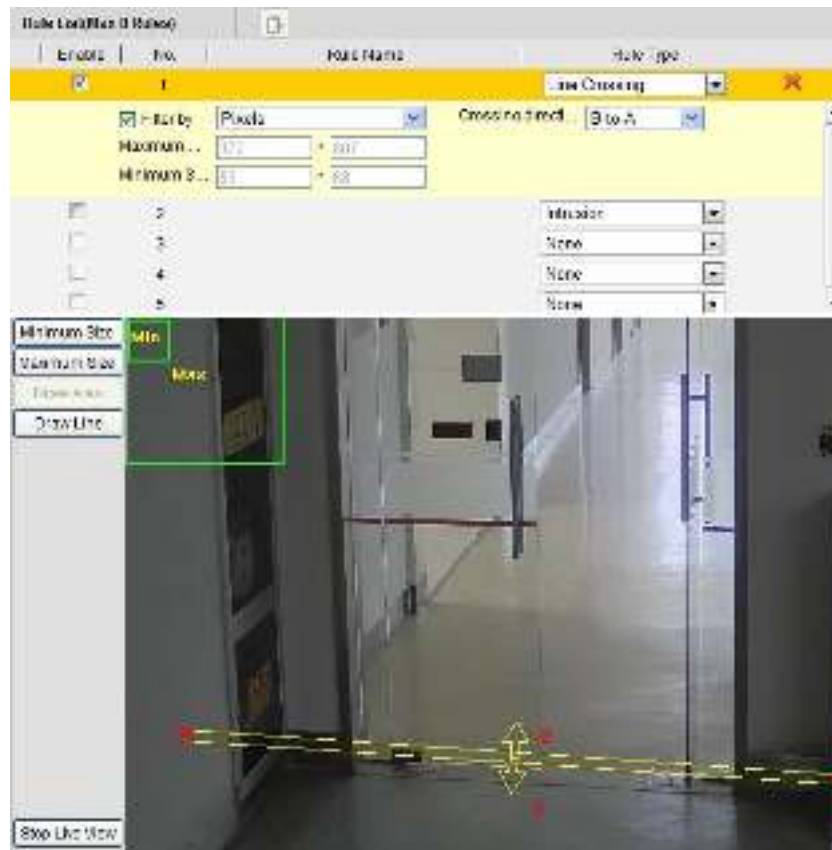 Rule List(Max 8 Rules)
Enable No. Rule Name Rule Type
1 Line Crossing
Filter by Pixels Crossing directi... B to A
Maximum ...
Minimum S...
2 Intrusion
3 None
4 None
5 None
Minimum Size
Min
Maximum Size
Max
Draw Line
Stop Live View